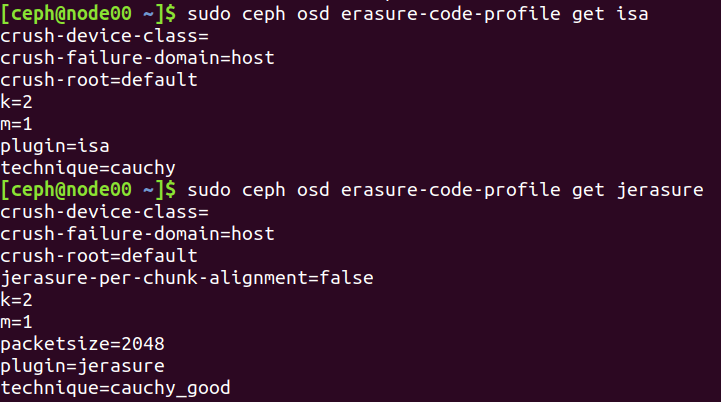 [ceph@node00 ~]$ sudo ceph osd erasure-code-profile get isa
crush-device-class=
crush-failure-domain=host
crush-root=default
k=2
m=1
plugin=isa
technique=cauchy
[ceph@node00 ~]$ sudo ceph osd erasure-code-profile get jerasure
crush-device-class=
crush-failure-domain=host
crush-root=default
jerasure-per-chunk-alignment=false
k=2
m=1
packetsize=2048
plugin=jerasure
technique=cauchy_good